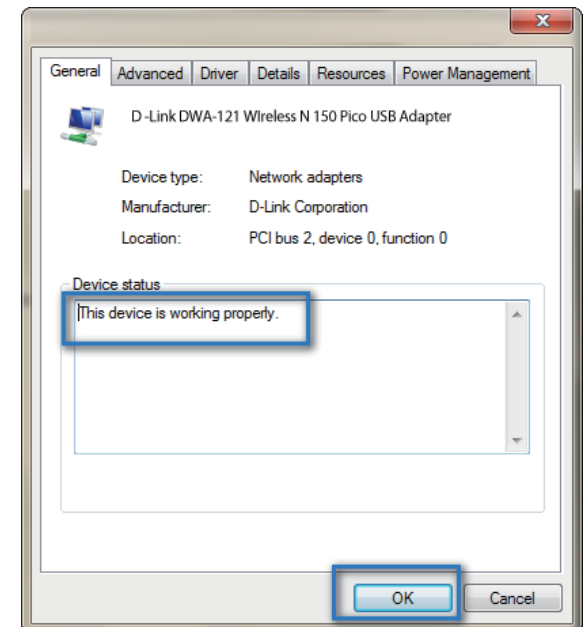 General Advanced Driver Details Resources Power Management
D-Link DWA-121 WIreless N 150 Pico USB Adapter
Device type: Network adapters
Manufacturer: D-Link Corporation
Location: PCI bus 2, device 0, function 0
Device status
This device is working properly.
OK Cancel